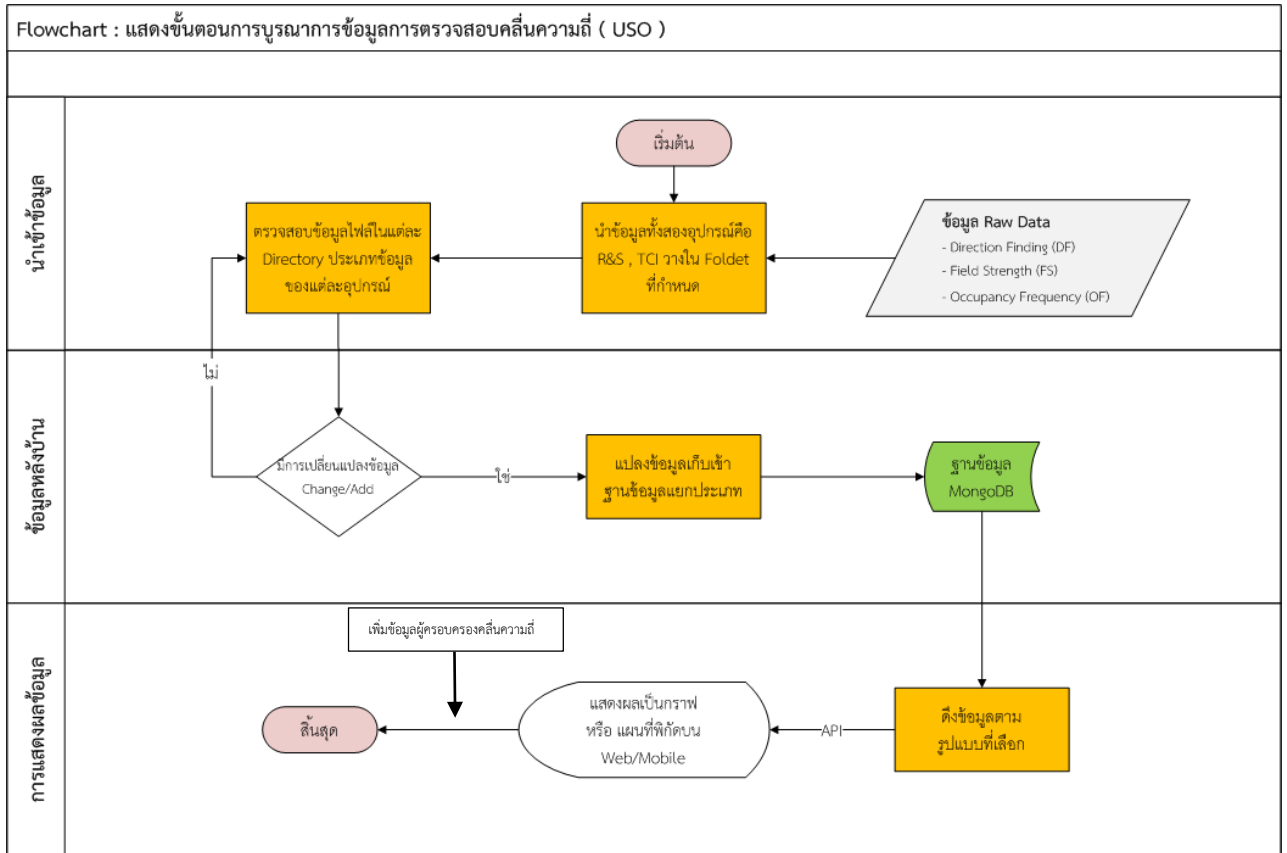 Flowchart : แสดงขั้นตอนการบูรณาการข้อมูลการตรวจสอบคลื่นความถี่ ( USO )
นำเข้าข้อมูล
เริ่มต้น
ตรวจสอบข้อมูลไฟล์ในแต่ละ
Directory ประเภทข้อมูล
ของแต่ละอุปกรณ์
นำข้อมูลทั้งสองอุปกรณ์คือ
R&S , TCI วางใน Foldet
ที่กำหนด
ข้อมูล Raw Data
- Direction Finding (DF)
- Field Strength (FS)
- Occupancy Frequency (OF)
ข้อมูลหลังบ้าน
ไม่
มีการเปลี่ยนแปลงข้อมูล
Change/Add
ใช่
แปลงข้อมูลเก็บเข้า
ฐานข้อมูลแยกประเภท
ฐานข้อมูล
MongoDB
การแสดงผลข้อมูล
เพิ่มข้อมูลผู้ครอบครองคลื่นความถี่
สิ้นสุด
แสดงผลเป็นกราฟ
หรือ แผนที่พิกัดบน
Web/Mobile
API
ดึงข้อมูลตาม
รูปแบบที่เลือก